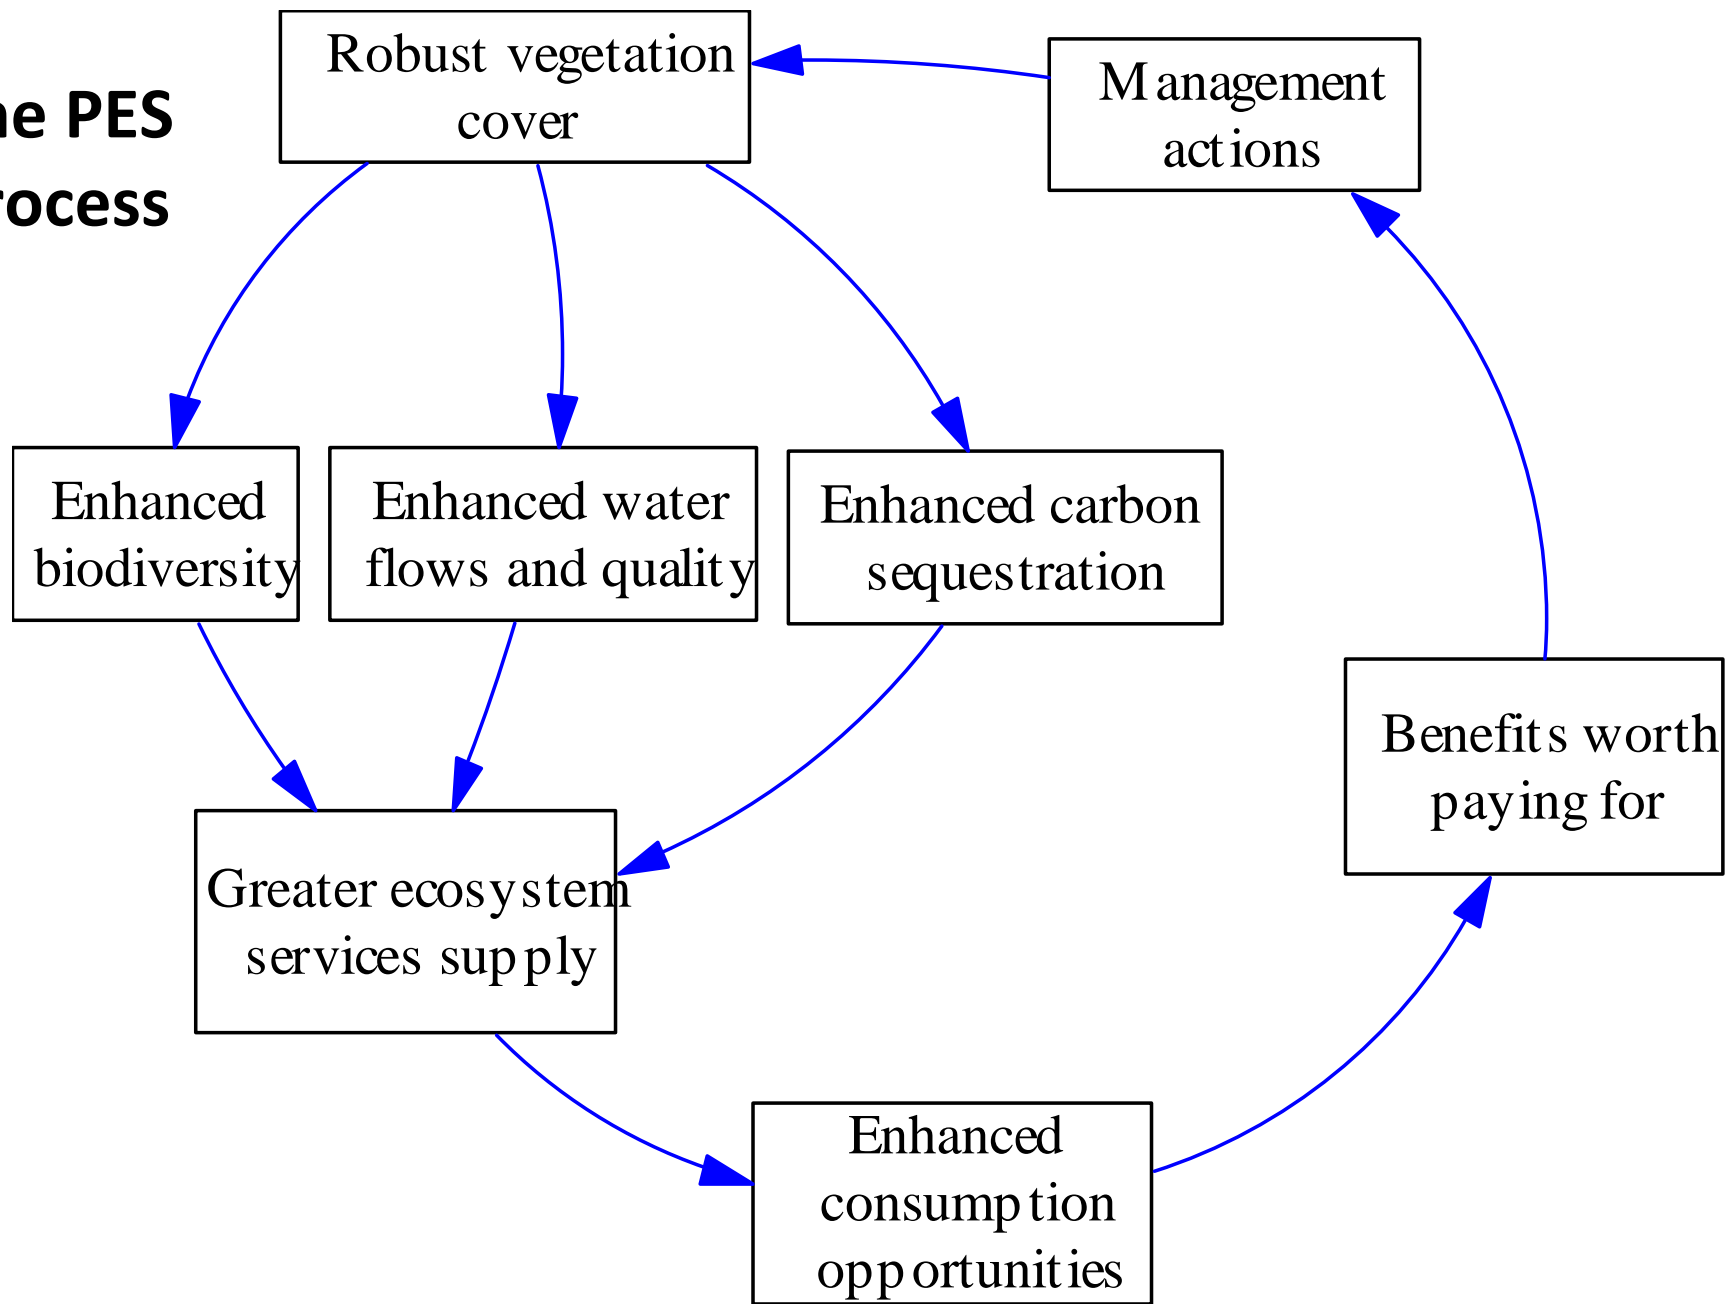 ne PES
rocess
Robust vegetation
cover
Management
actions
Enhanced
biodiversity
Enhanced water
flows and quality
Enhanced carbon
sequestration
Benefits worth
paying for
Greater ecosystem
services supply
Enhanced
consumption
opportunities